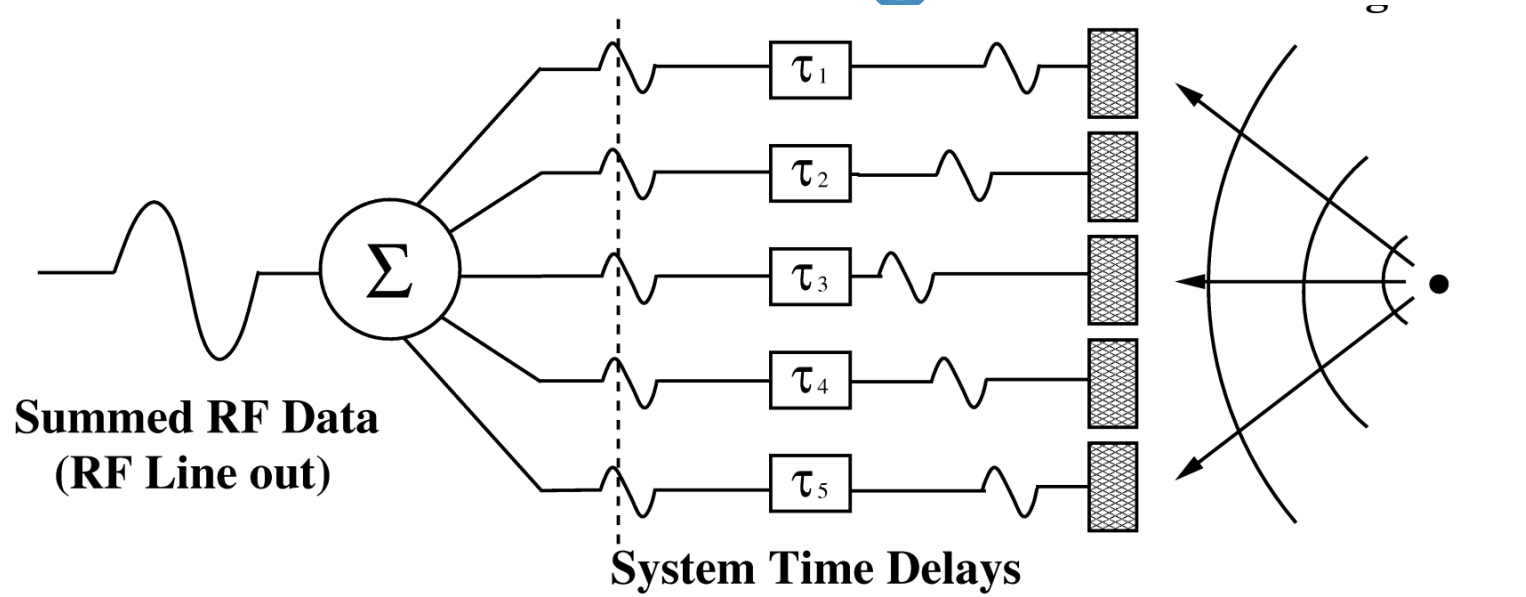 τ1
τ2
Σ
τ3
τ4
Summed RF Data
(RF Line out)
τ5
System Time Delays